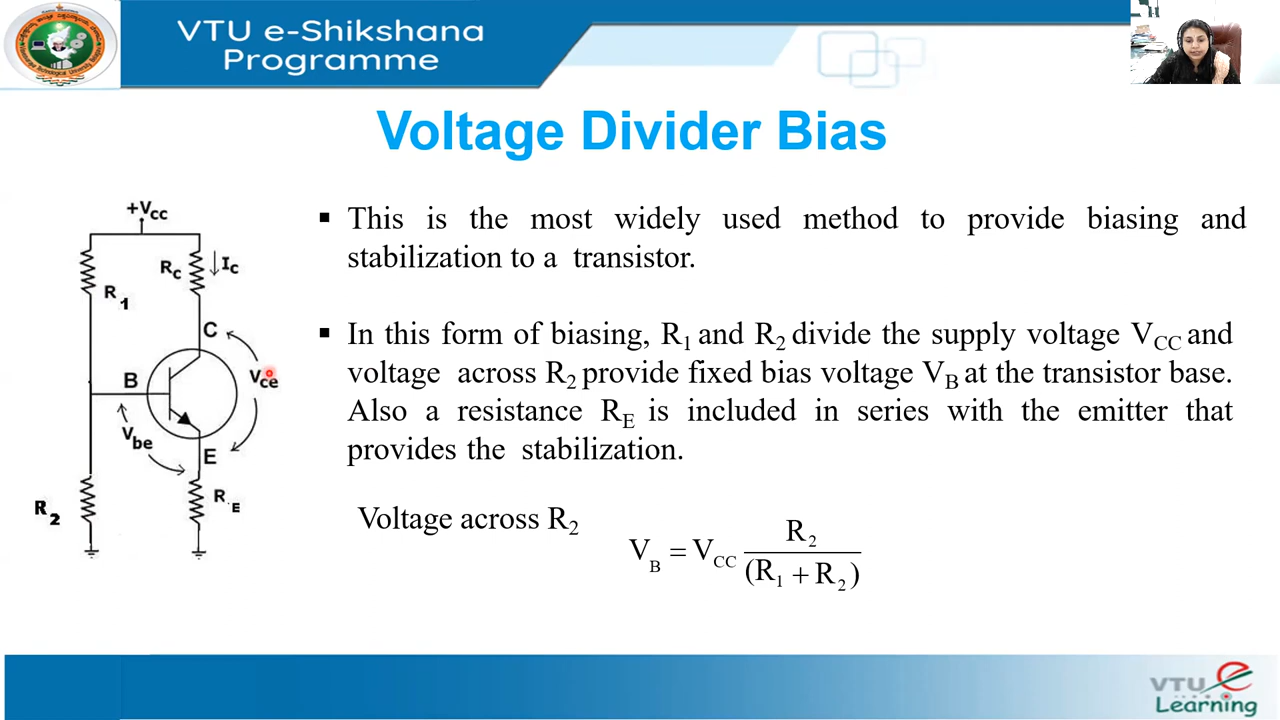 VTU e-Shikshana
Programme
Voltage Divider Bias
+Vcc
Rc
Ic
R1
C
B
Vce
Vbe
E
RE
R2
▪ This is the most widely used method to provide biasing and
stabilization to a transistor.
▪ In this form of biasing, R1 and R2 divide the supply voltage VCC and
voltage across R2 provide fixed bias voltage VB at the transistor base.
Also a resistance RE is included in series with the emitter that
provides the stabilization.
Voltage across R2
VB = VCC R2 / (R1 + R2)
VTU e
Learning